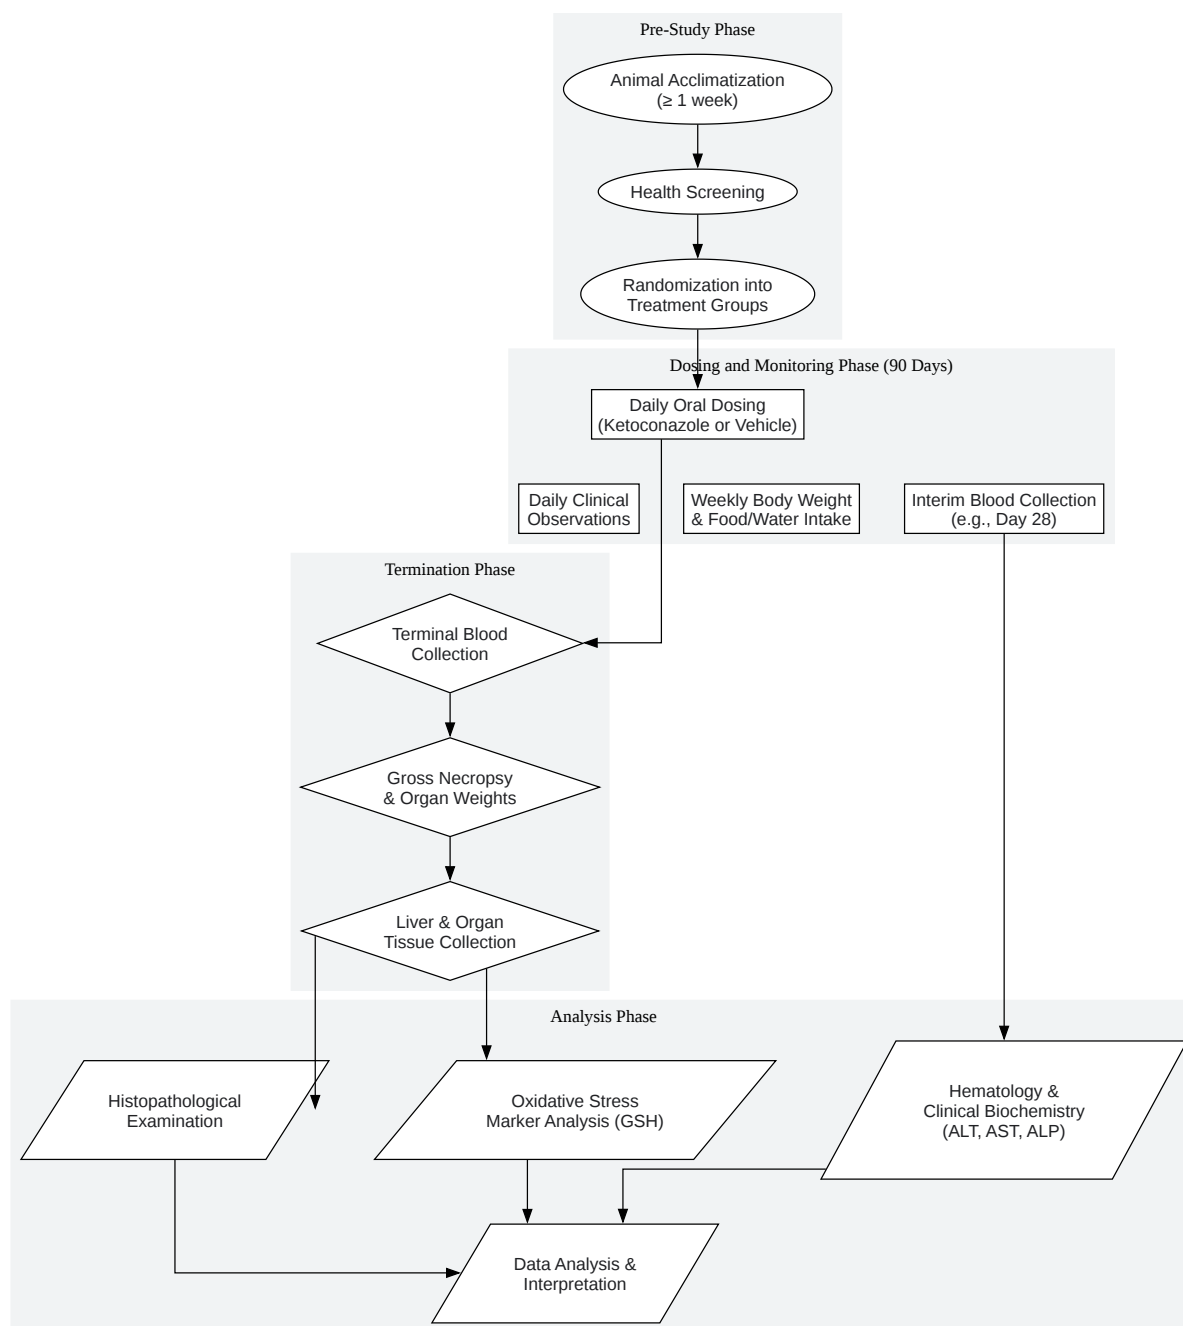 Pre-Study Phase
Animal Acclimatization
(≥ 1 week)
Health Screening
Randomization into
Treatment Groups
Dosing and Monitoring Phase (90 Days)
Daily Oral Dosing
(Ketoconazole or Vehicle)
Daily Clinical
Observations
Weekly Body Weight
& Food/Water Intake
Interim Blood Collection
(e.g., Day 28)
Termination Phase
Terminal Blood
Collection
Gross Necropsy
& Organ Weights
Liver & Organ
Tissue Collection
Analysis Phase
Histopathological
Examination
Oxidative Stress
Marker Analysis (GSH)
Hematology &
Clinical Biochemistry
(ALT, AST, ALP)
Data Analysis &
Interpretation